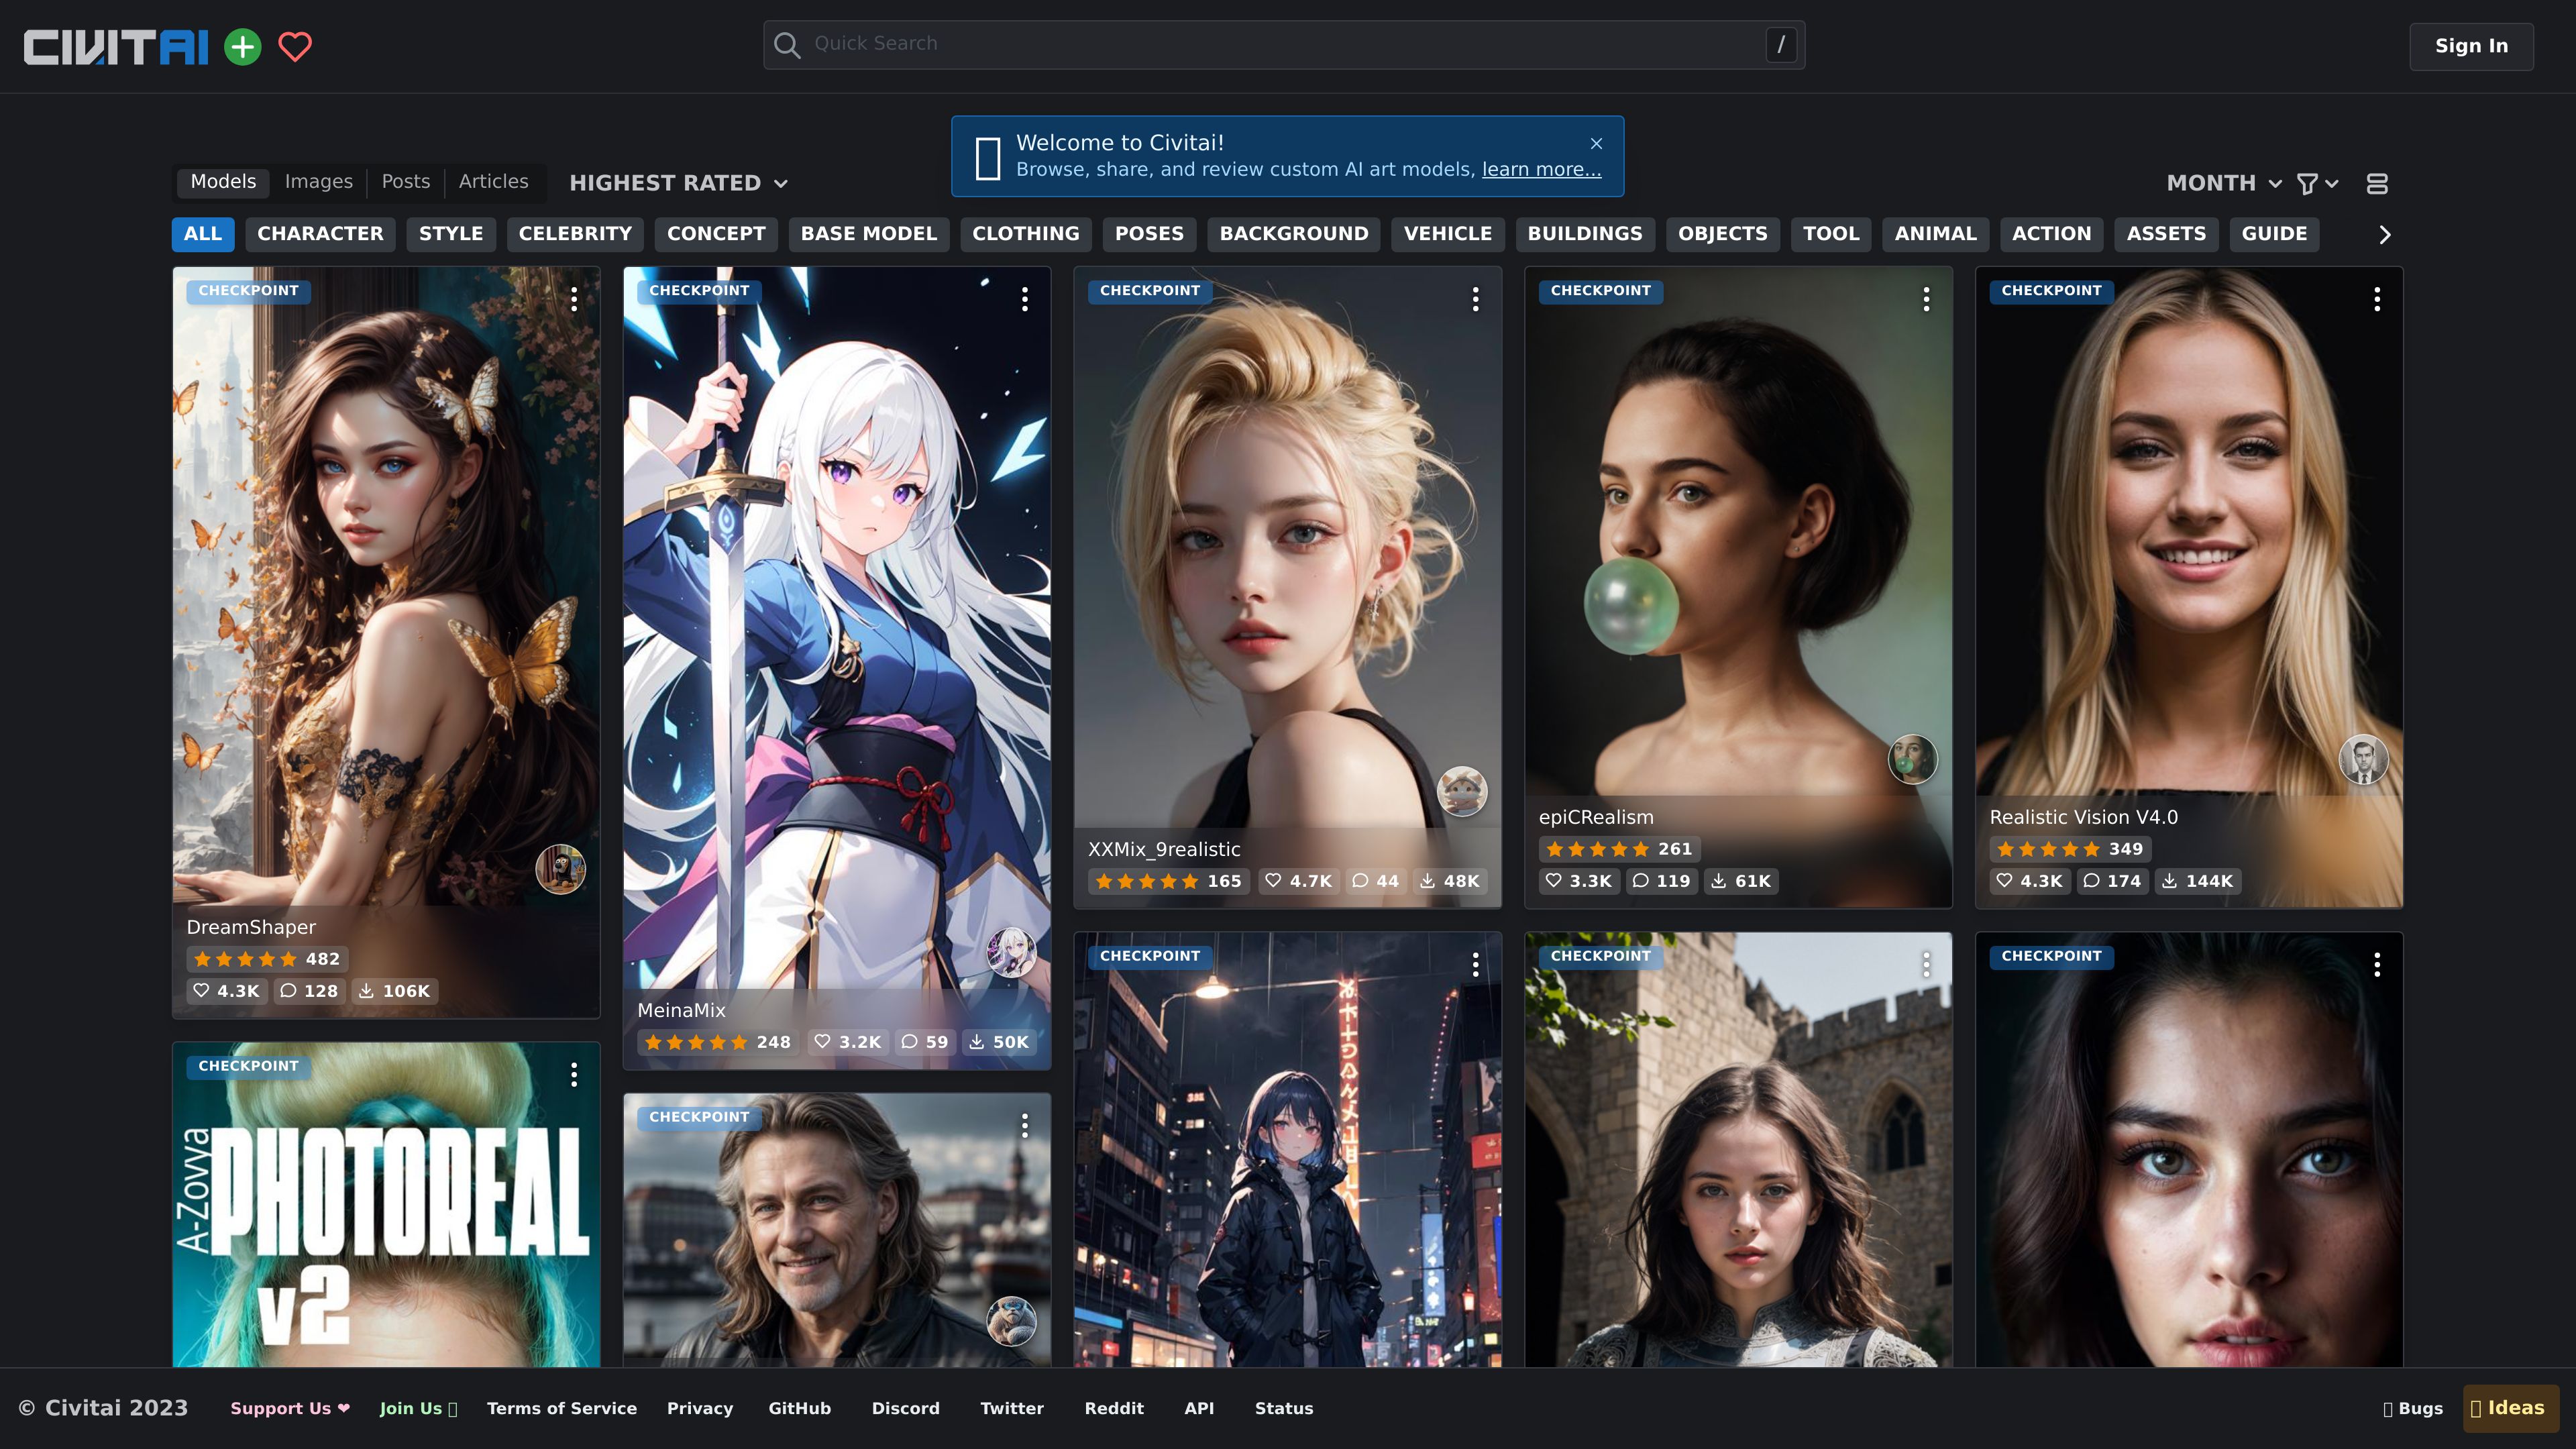 CIVITAI
Quick Search
/
Sign In
Welcome to Civitai!
Browse, share, and review custom AI art models, learn more...
Models
Images
Posts
Articles
HIGHEST RATED
MONTH
ALL
CHARACTER
STYLE
CELEBRITY
CONCEPT
BASE MODEL
CLOTHING
POSES
BACKGROUND
VEHICLE
BUILDINGS
OBJECTS
TOOL
ANIMAL
ACTION
ASSETS
GUIDE
CHECKPOINT
DreamShaper
482
4.3K 128 106K
CHECKPOINT
MeinaMix
248 3.2K 59 50K
CHECKPOINT
XXMix_9realistic
165 4.7K 44 48K
CHECKPOINT
epiCRealism
261
3.3K 119 61K
CHECKPOINT
Realistic Vision V4.0
349
4.3K 174 144K
CHECKPOINT
A-Zovya
PHOTOREAL
v2
CHECKPOINT
CHECKPOINT
CHECKPOINT
CHECKPOINT
© Civitai 2023
Support Us ❤
Join Us
Terms of Service
Privacy
GitHub
Discord
Twitter
Reddit
API
Status
Bugs
Ideas